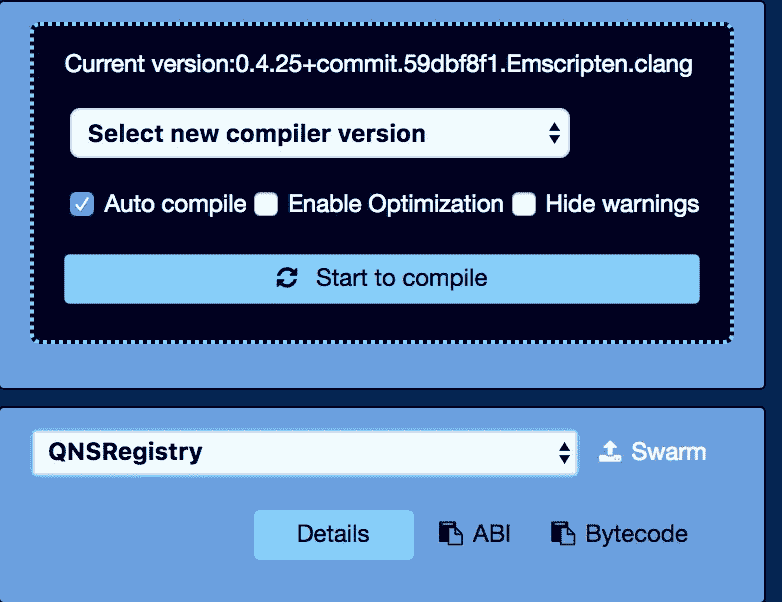 Current version:0.4.25+commit.59dbf8f1.Emscripten.clang
Select new compiler version
Auto compile Enable Optimization Hide warnings
Start to compile
QNSRegistry Swarm
Details ABI Bytecode